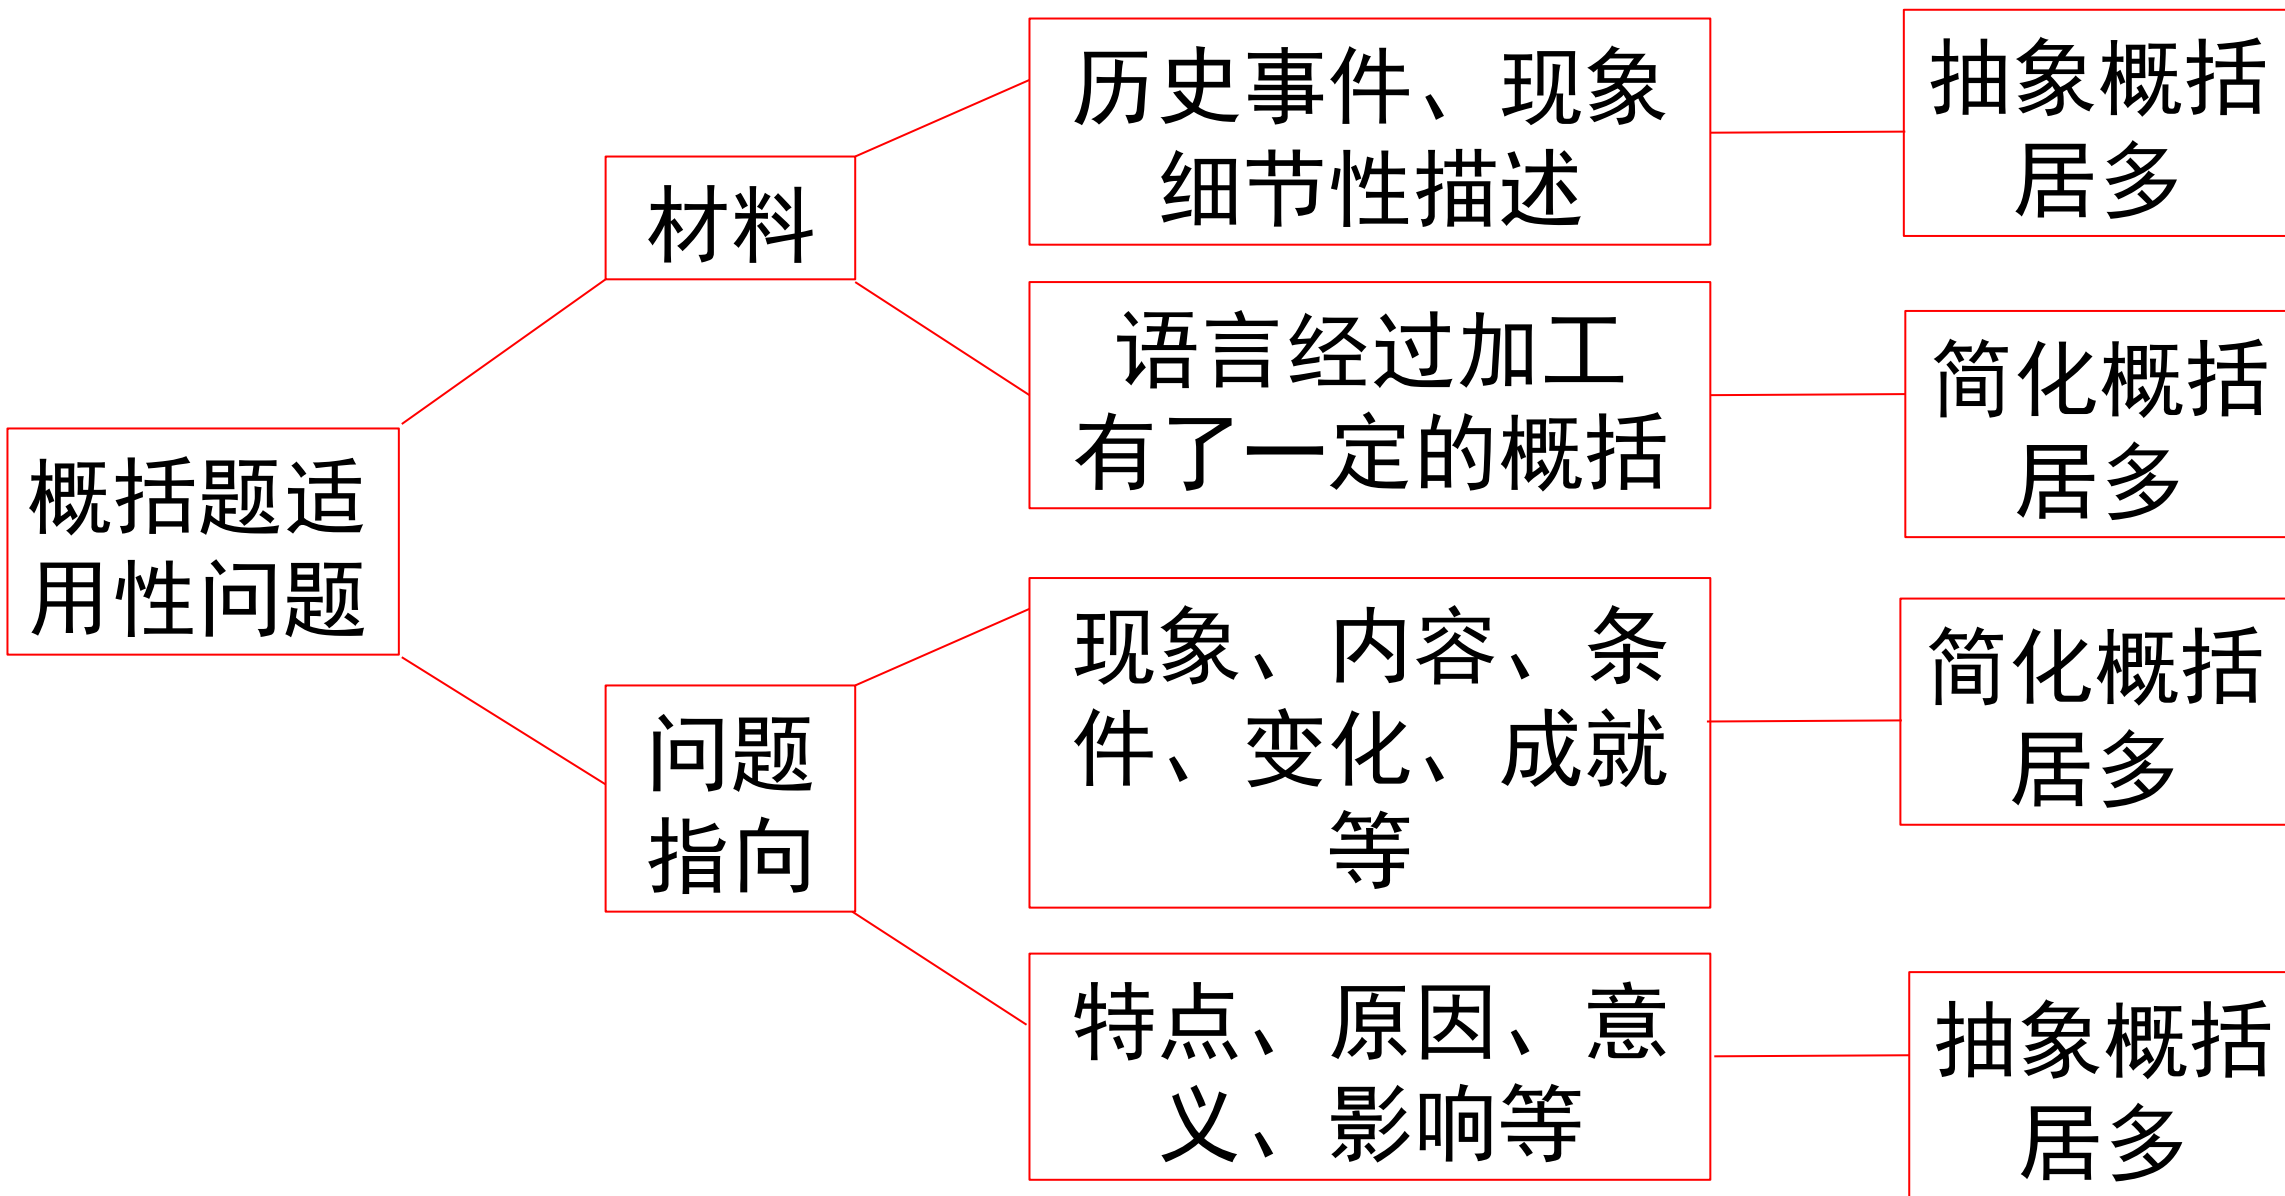 概括题适
用性问题
材料
历史事件、现象
细节性描述
抽象概括
居多
语言经过加工
有了一定的概括
简化概括
居多
问题
指向
现象、内容、条
件、变化、成就
等
简化概括
居多
特点、原因、意
义、影响等
抽象概括
居多